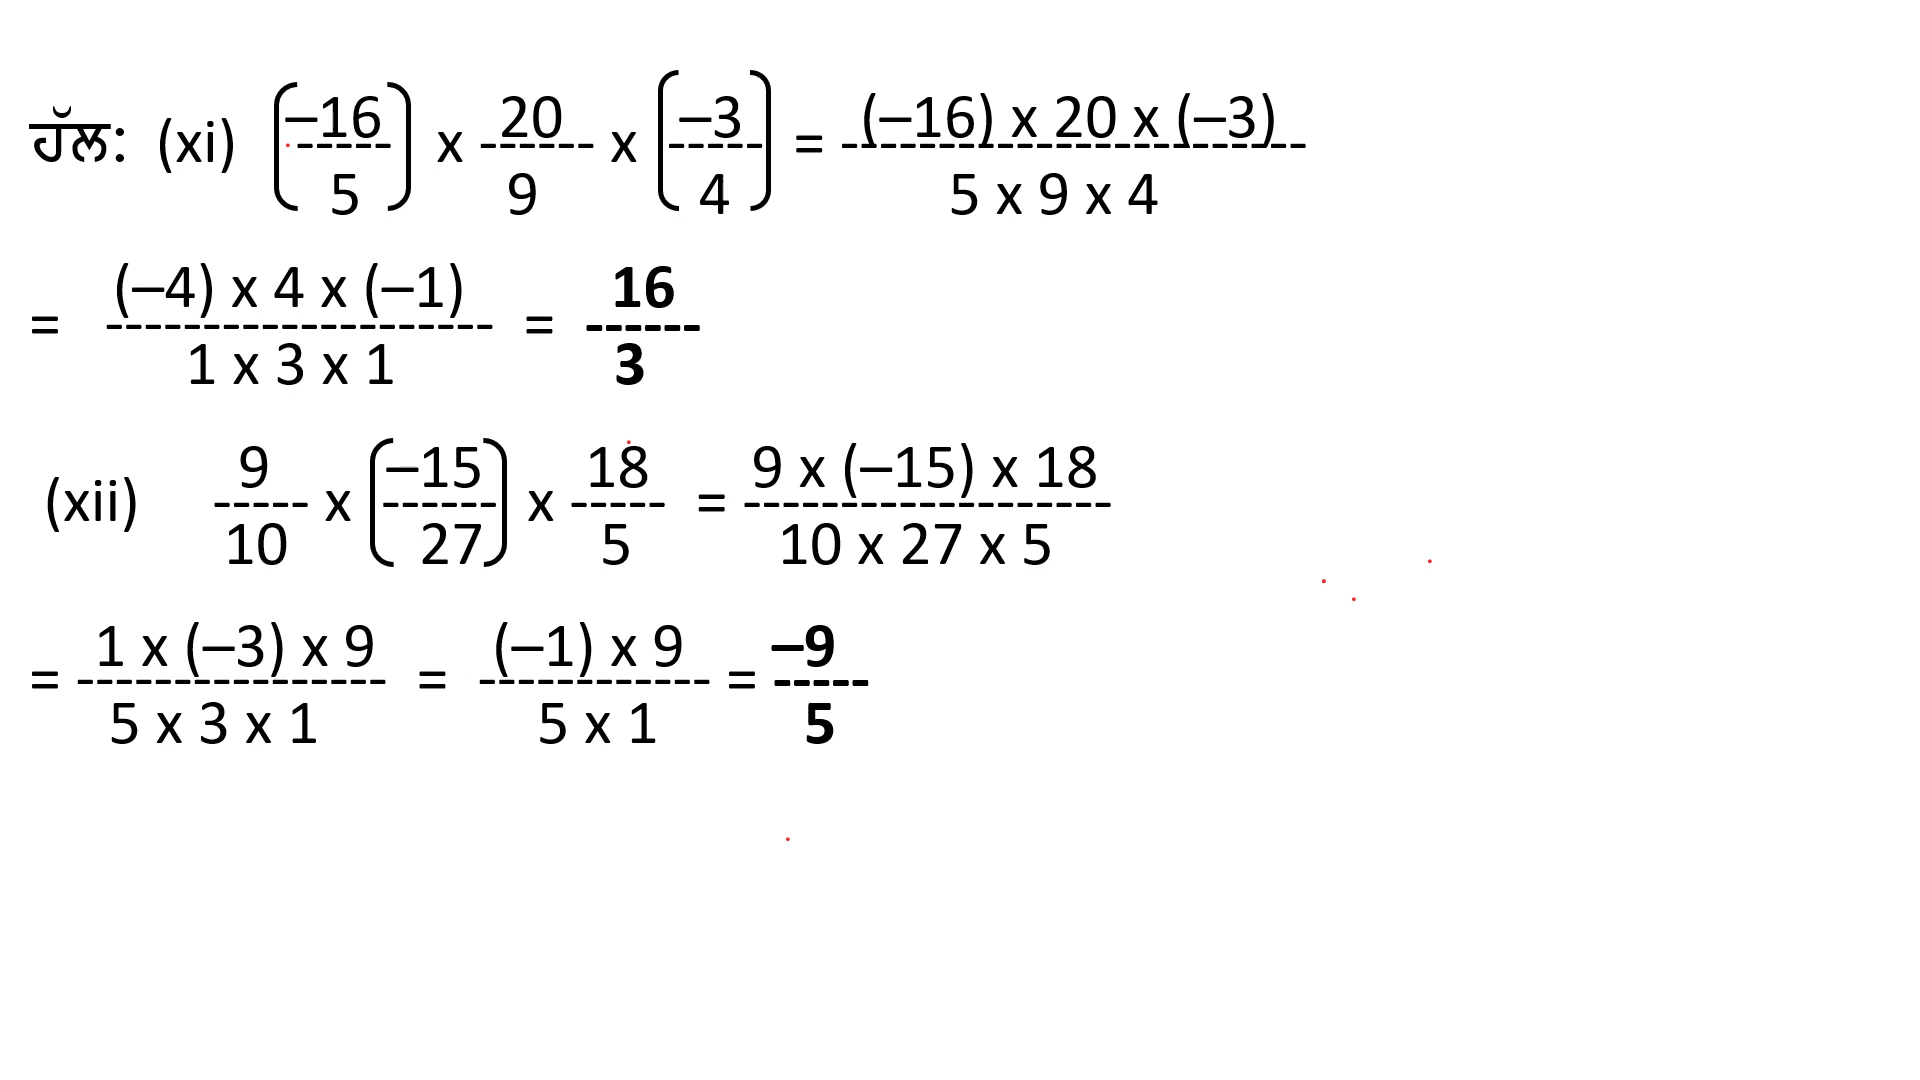 ਹੱਲ: (xi) (–16/5) x 20/9 x (–3/4) = (–16) x 20 x (–3) / 5 x 9 x 4
= (–4) x 4 x (–1) / 1 x 3 x 1 = 16/3
(xii) 9/10 x (–15/27) x 18/5 = 9 x (–15) x 18 / 10 x 27 x 5
= 1 x (–3) x 9 / 5 x 3 x 1 = (–1) x 9 / 5 x 1 = –9/5